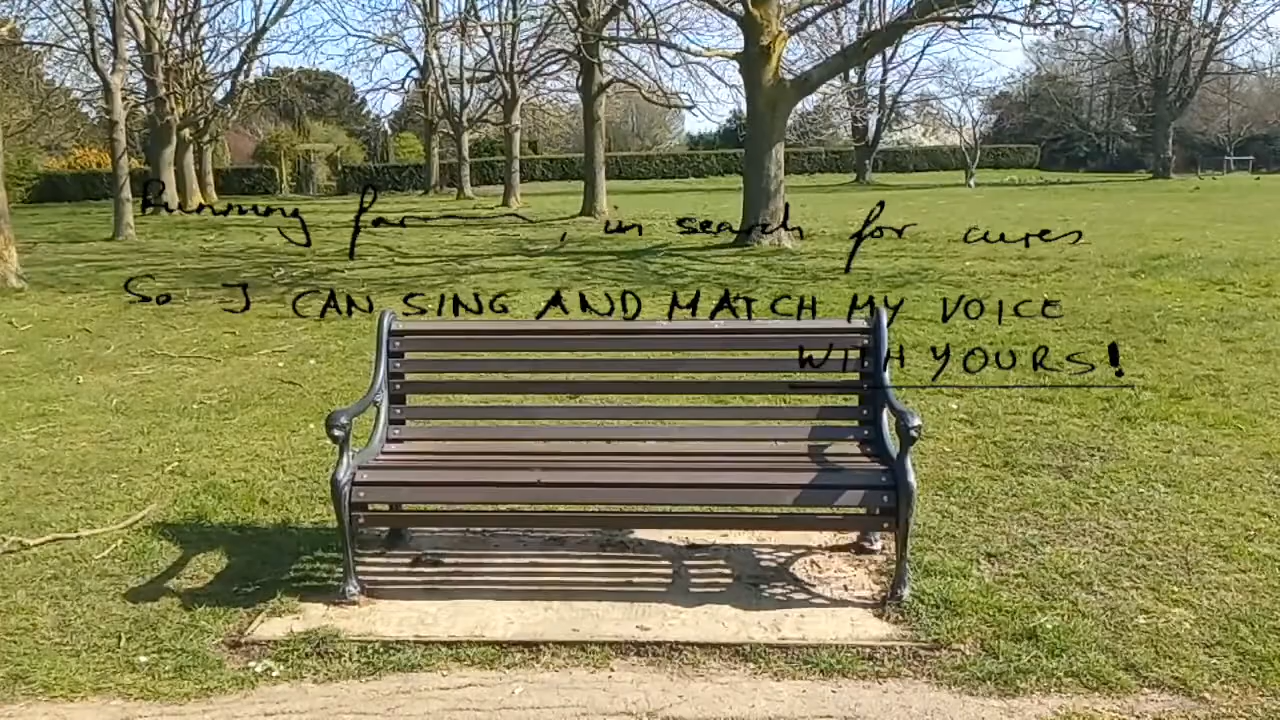 Running far, in search for cures
So I CAN SING AND MATCH MY VOICE
WITH YOURS!